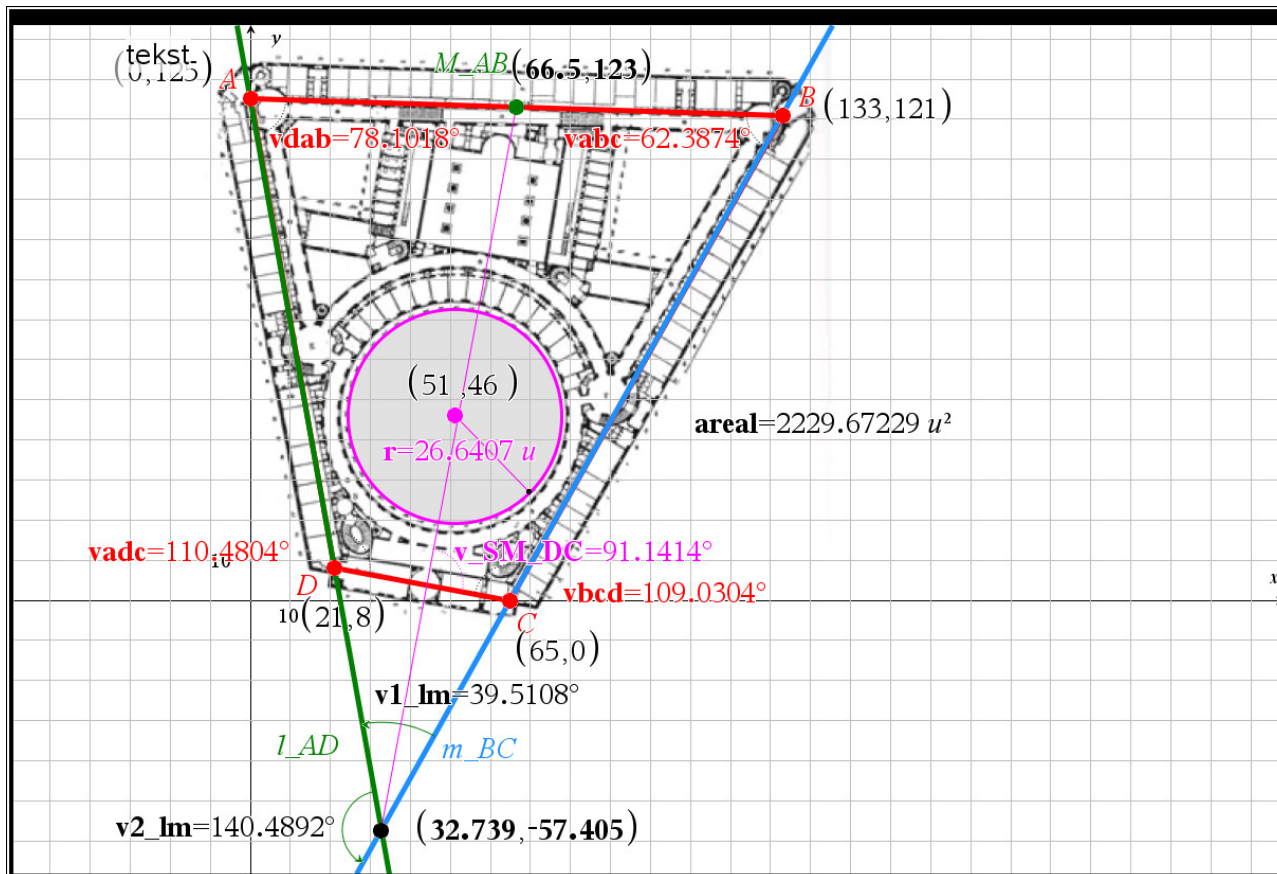 y
tekst
(0,125)
A
M_AB
(66.5,123)
B
(133,121)
vdab=78.1018°
vabc=62.3874°
(51 ,46 )
areal=2229.67229 u²
r=26.6407 u
vadc=110.4804°
10
v_SM_DC=91.1414°
x
D
vbcd=109.0304°
10
(21,8)
C
(65,0)
v1_lm=39.5108°
l_AD
m_BC
v2_lm=140.4892°
(32.739,-57.405)